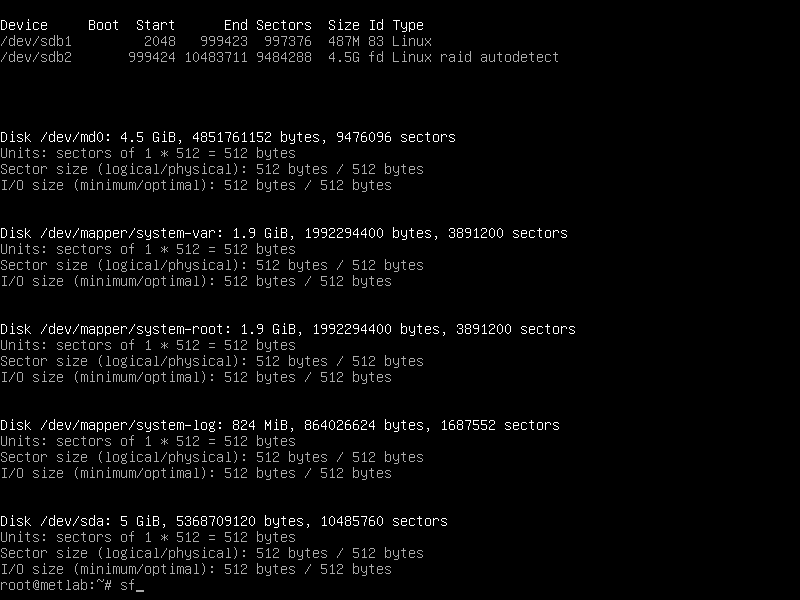 Device     Boot  Start      End Sectors  Size Id Type
/dev/sdb1         2048   999423  997376  487M 83 Linux
/dev/sdb2       999424 10483711 9484288  4.5G fd Linux raid autodetect
Disk /dev/md0: 4.5 GiB, 4851761152 bytes, 9476096 sectors
Units: sectors of 1 * 512 = 512 bytes
Sector size (logical/physical): 512 bytes / 512 bytes
I/O size (minimum/optimal): 512 bytes / 512 bytes
Disk /dev/mapper/system-var: 1.9 GiB, 1992294400 bytes, 3891200 sectors
Units: sectors of 1 * 512 = 512 bytes
Sector size (logical/physical): 512 bytes / 512 bytes
I/O size (minimum/optimal): 512 bytes / 512 bytes
Disk /dev/mapper/system-root: 1.9 GiB, 1992294400 bytes, 3891200 sectors
Units: sectors of 1 * 512 = 512 bytes
Sector size (logical/physical): 512 bytes / 512 bytes
I/O size (minimum/optimal): 512 bytes / 512 bytes
Disk /dev/mapper/system-log: 824 MiB, 864026624 bytes, 1687552 sectors
Units: sectors of 1 * 512 = 512 bytes
Sector size (logical/physical): 512 bytes / 512 bytes
I/O size (minimum/optimal): 512 bytes / 512 bytes
Disk /dev/sda: 5 GiB, 5368709120 bytes, 10485760 sectors
Units: sectors of 1 * 512 = 512 bytes
Sector size (logical/physical): 512 bytes / 512 bytes
I/O size (minimum/optimal): 512 bytes / 512 bytes
root@metlab:~# sf_